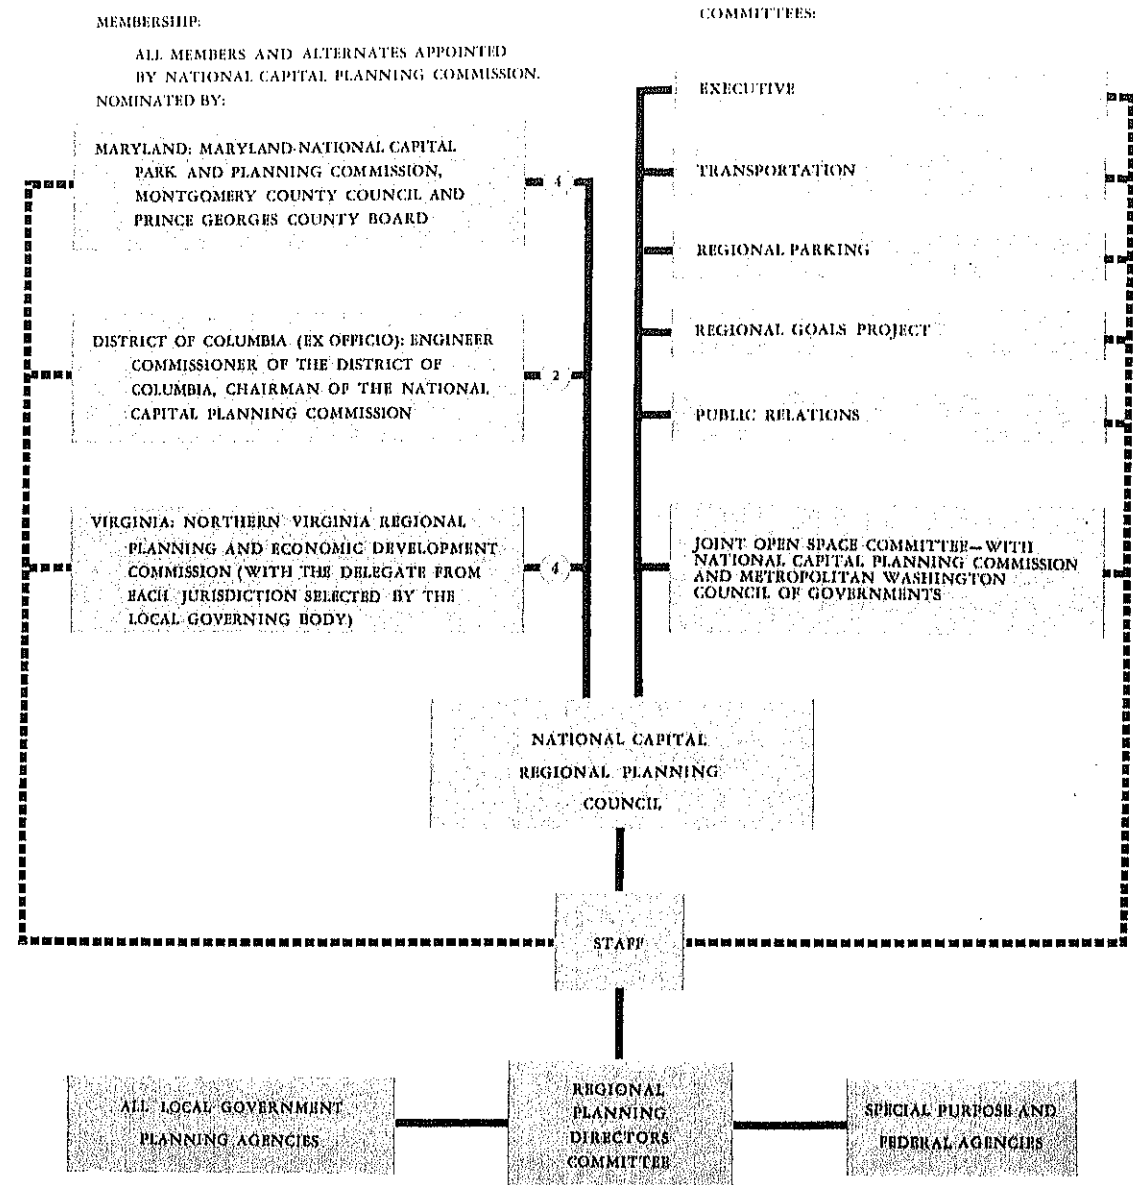 MEMBERSHIP:
ALL MEMBERS AND ALTERNATES APPOINTED
BY NATIONAL CAPITAL PLANNING COMMISSION.
NOMINATED BY:
MARYLAND: MARYLAND-NATIONAL CAPITAL
PARK AND PLANNING COMMISSION,
MONTGOMERY COUNTY COUNCIL AND
PRINCE GEORGES COUNTY BOARD
4
DISTRICT OF COLUMBIA (EX OFFICIO): ENGINEER
COMMISSIONER OF THE DISTRICT OF
COLUMBIA, CHAIRMAN OF THE NATIONAL
CAPITAL PLANNING COMMISSION
2
VIRGINIA: NORTHERN VIRGINIA REGIONAL
PLANNING AND ECONOMIC DEVELOPMENT
COMMISSION (WITH THE DELEGATE FROM
EACH JURISDICTION SELECTED BY THE
LOCAL GOVERNING BODY)
4
COMMITTEES:
EXECUTIVE
TRANSPORTATION
REGIONAL PARKING
REGIONAL GOALS PROJECT
PUBLIC RELATIONS
JOINT OPEN SPACE COMMITTEE—WITH
NATIONAL CAPITAL PLANNING COMMISSION
AND METROPOLITAN WASHINGTON
COUNCIL OF GOVERNMENTS
NATIONAL CAPITAL
REGIONAL PLANNING
COUNCIL
STAFF
ALL LOCAL GOVERNMENT
PLANNING AGENCIES
REGIONAL
PLANNING
DIRECTORS
COMMITTEE
SPECIAL PURPOSE AND
FEDERAL AGENCIES